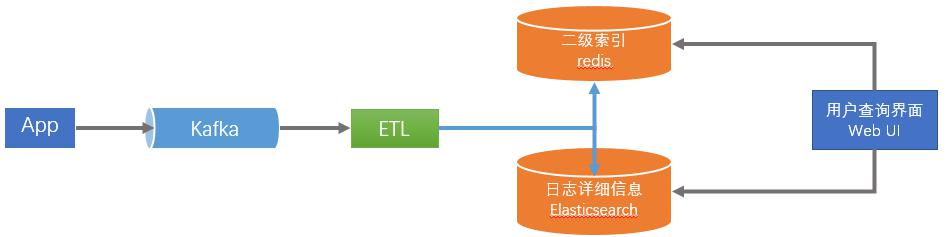 App
Kafka
ETL
二级索引
redis
日志详细信息
Elasticsearch
用户查询界面
Web UI